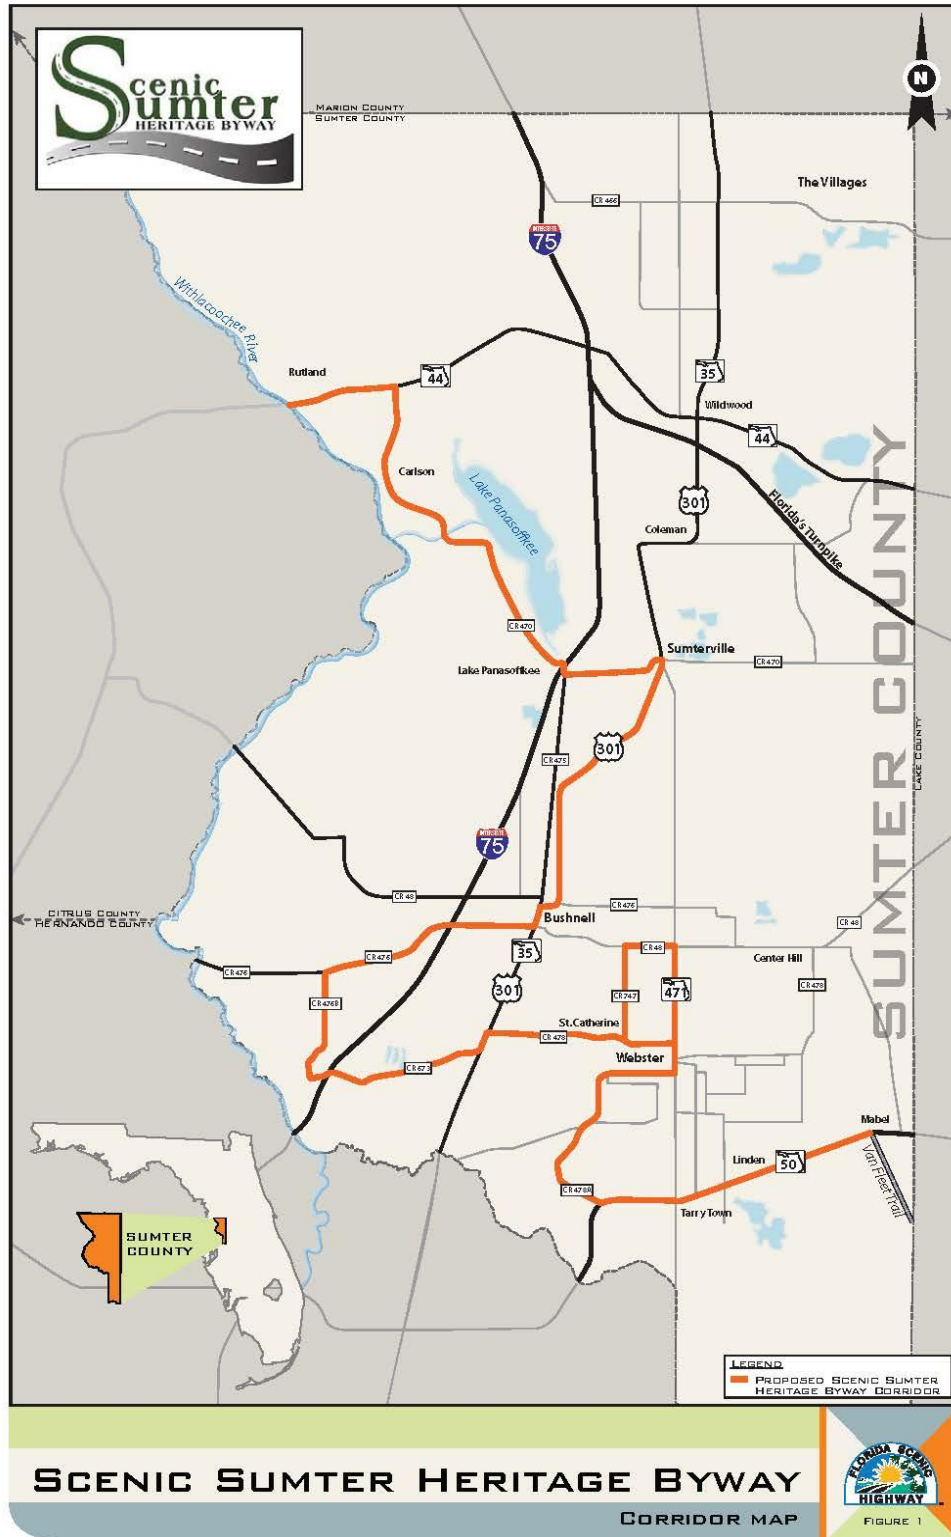 Scenic
Sumter
HERITAGE BYWAY
N
MARION COUNTY
SUMTER COUNTY
The Villages
CR 466
INTERSTATE
75
Withlacoochee River
Rutland
44
35
Wildwood
44
Carlson
Lake Panasoffkee
301
Coleman
Florida's Turnpike
SUMTER COUNTY
CR 470
Sumterville
CR 470
Lake Panasoffkee
LAKE COUNTY
301
CR 475
INTERSTATE
75
CR 48
CITRUS COUNTY
HERNANDO COUNTY
Bushnell
CR 476
CR 48
CR 476
35
CR 48
Center Hill
CR 476
CR 478
CR 476B
301
CR 747
471
St. Catherine
CR 478
Webster
CR 673
Mabel
Linden
50
Van Fleet Trail
CR 478A
Tarry Town
SUMTER
COUNTY
LEGEND
PROPOSED SCENIC SUMTER
HERITAGE BYWAY CORRIDOR
SCENIC SUMTER HERITAGE BYWAY
CORRIDOR MAP
FLORIDA SCENIC
HIGHWAY
FIGURE 1